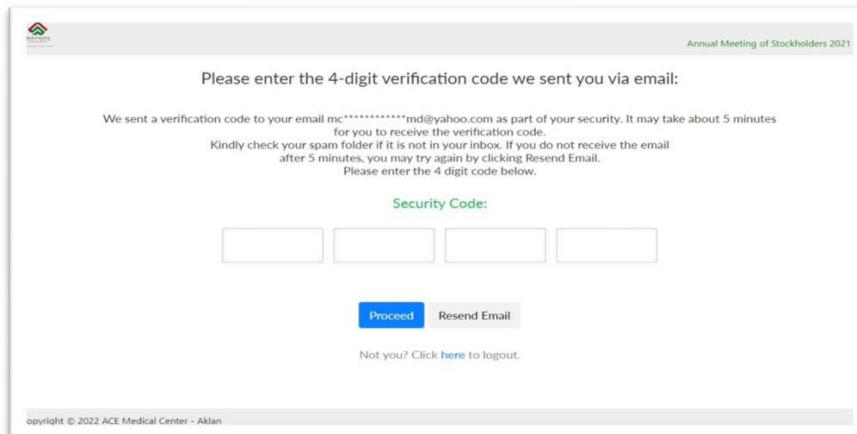 Annual Meeting of Stockholders 2021
Please enter the 4-digit verification code we sent you via email:
We sent a verification code to your email mc************md@yahoo.com as part of your security. It may take about 5 minutes
for you to receive the verification code.
Kindly check your spam folder if it is not in your inbox. If you do not receive the email
after 5 minutes, you may try again by clicking Resend Email.
Please enter the 4 digit code below.
Security Code:
Proceed Resend Email
Not you? Click here to logout.
opyright © 2022 ACE Medical Center - Aklan